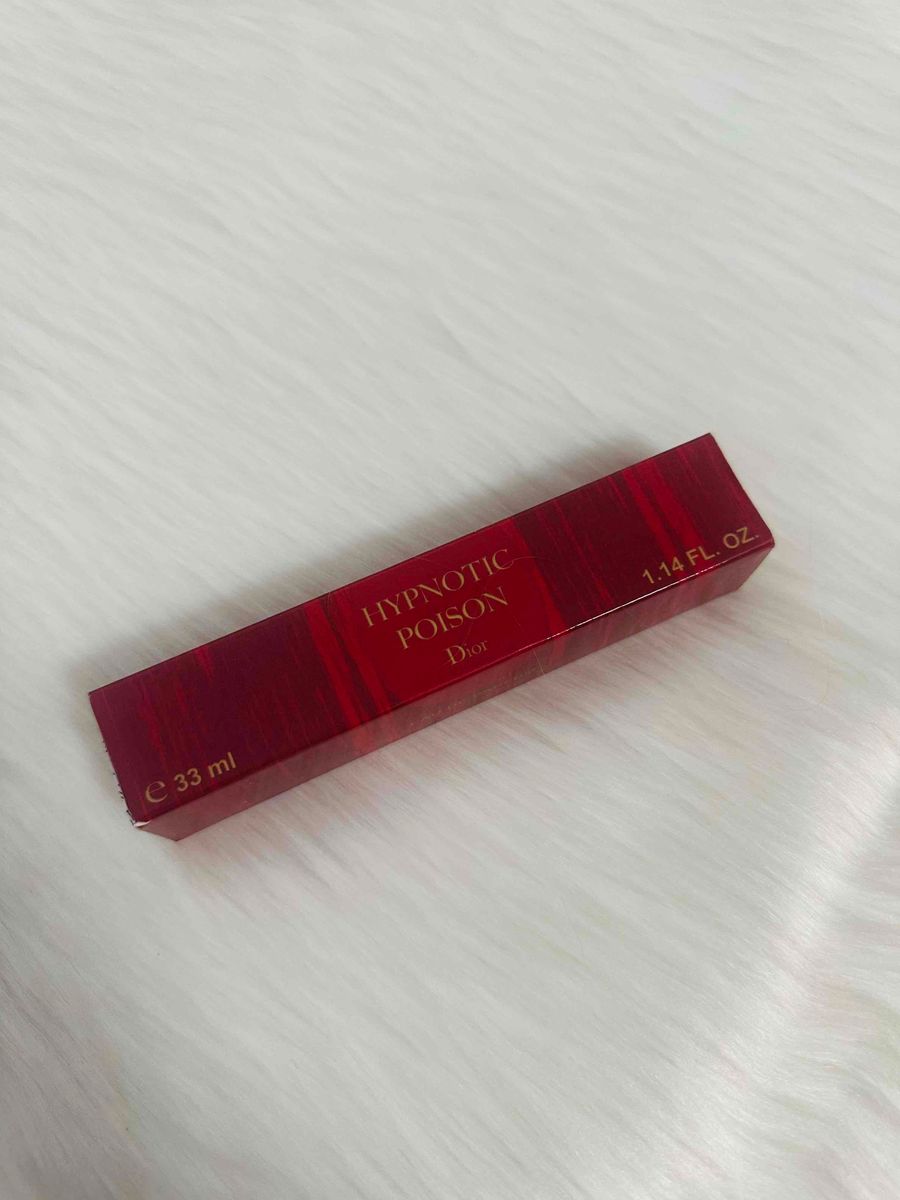 HYPNOTIC
POISON
Dior
e 33 ml
1.14 FL. OZ.